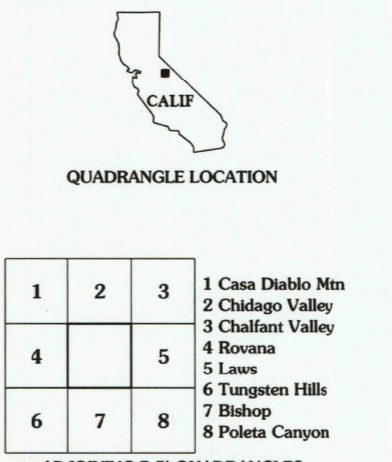 CALIF
QUADRANGLE LOCATION
1 2 3
4 5
6 7 8
1 Casa Diablo Mtn
2 Chidago Valley
3 Chalfant Valley
4 Rovana
5 Laws
6 Tungsten Hills
7 Bishop
8 Poleta Canyon